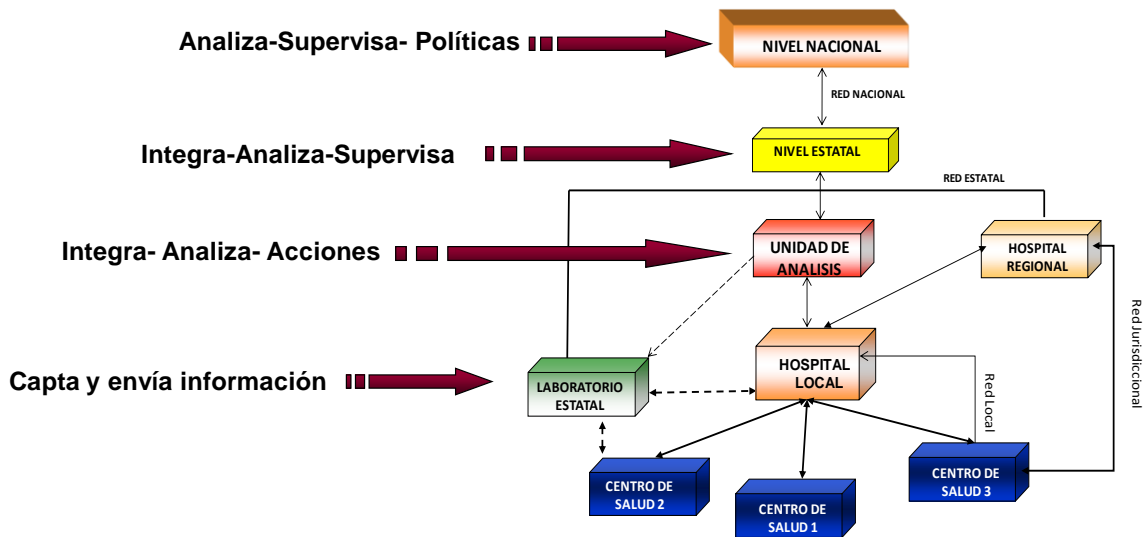 Analiza-Supervisa- Políticas
NIVEL NACIONAL
RED NACIONAL
Integra-Analiza-Supervisa
NIVEL ESTATAL
RED ESTATAL
Integra- Analiza- Acciones
UNIDAD DE
ANALISIS
HOSPITAL
REGIONAL
Red Jurisdiccional
Capta y envía información
LABORATORIO
ESTATAL
HOSPITAL
LOCAL
Red Local
CENTRO DE
SALUD 2
CENTRO DE
SALUD 1
CENTRO DE
SALUD 3